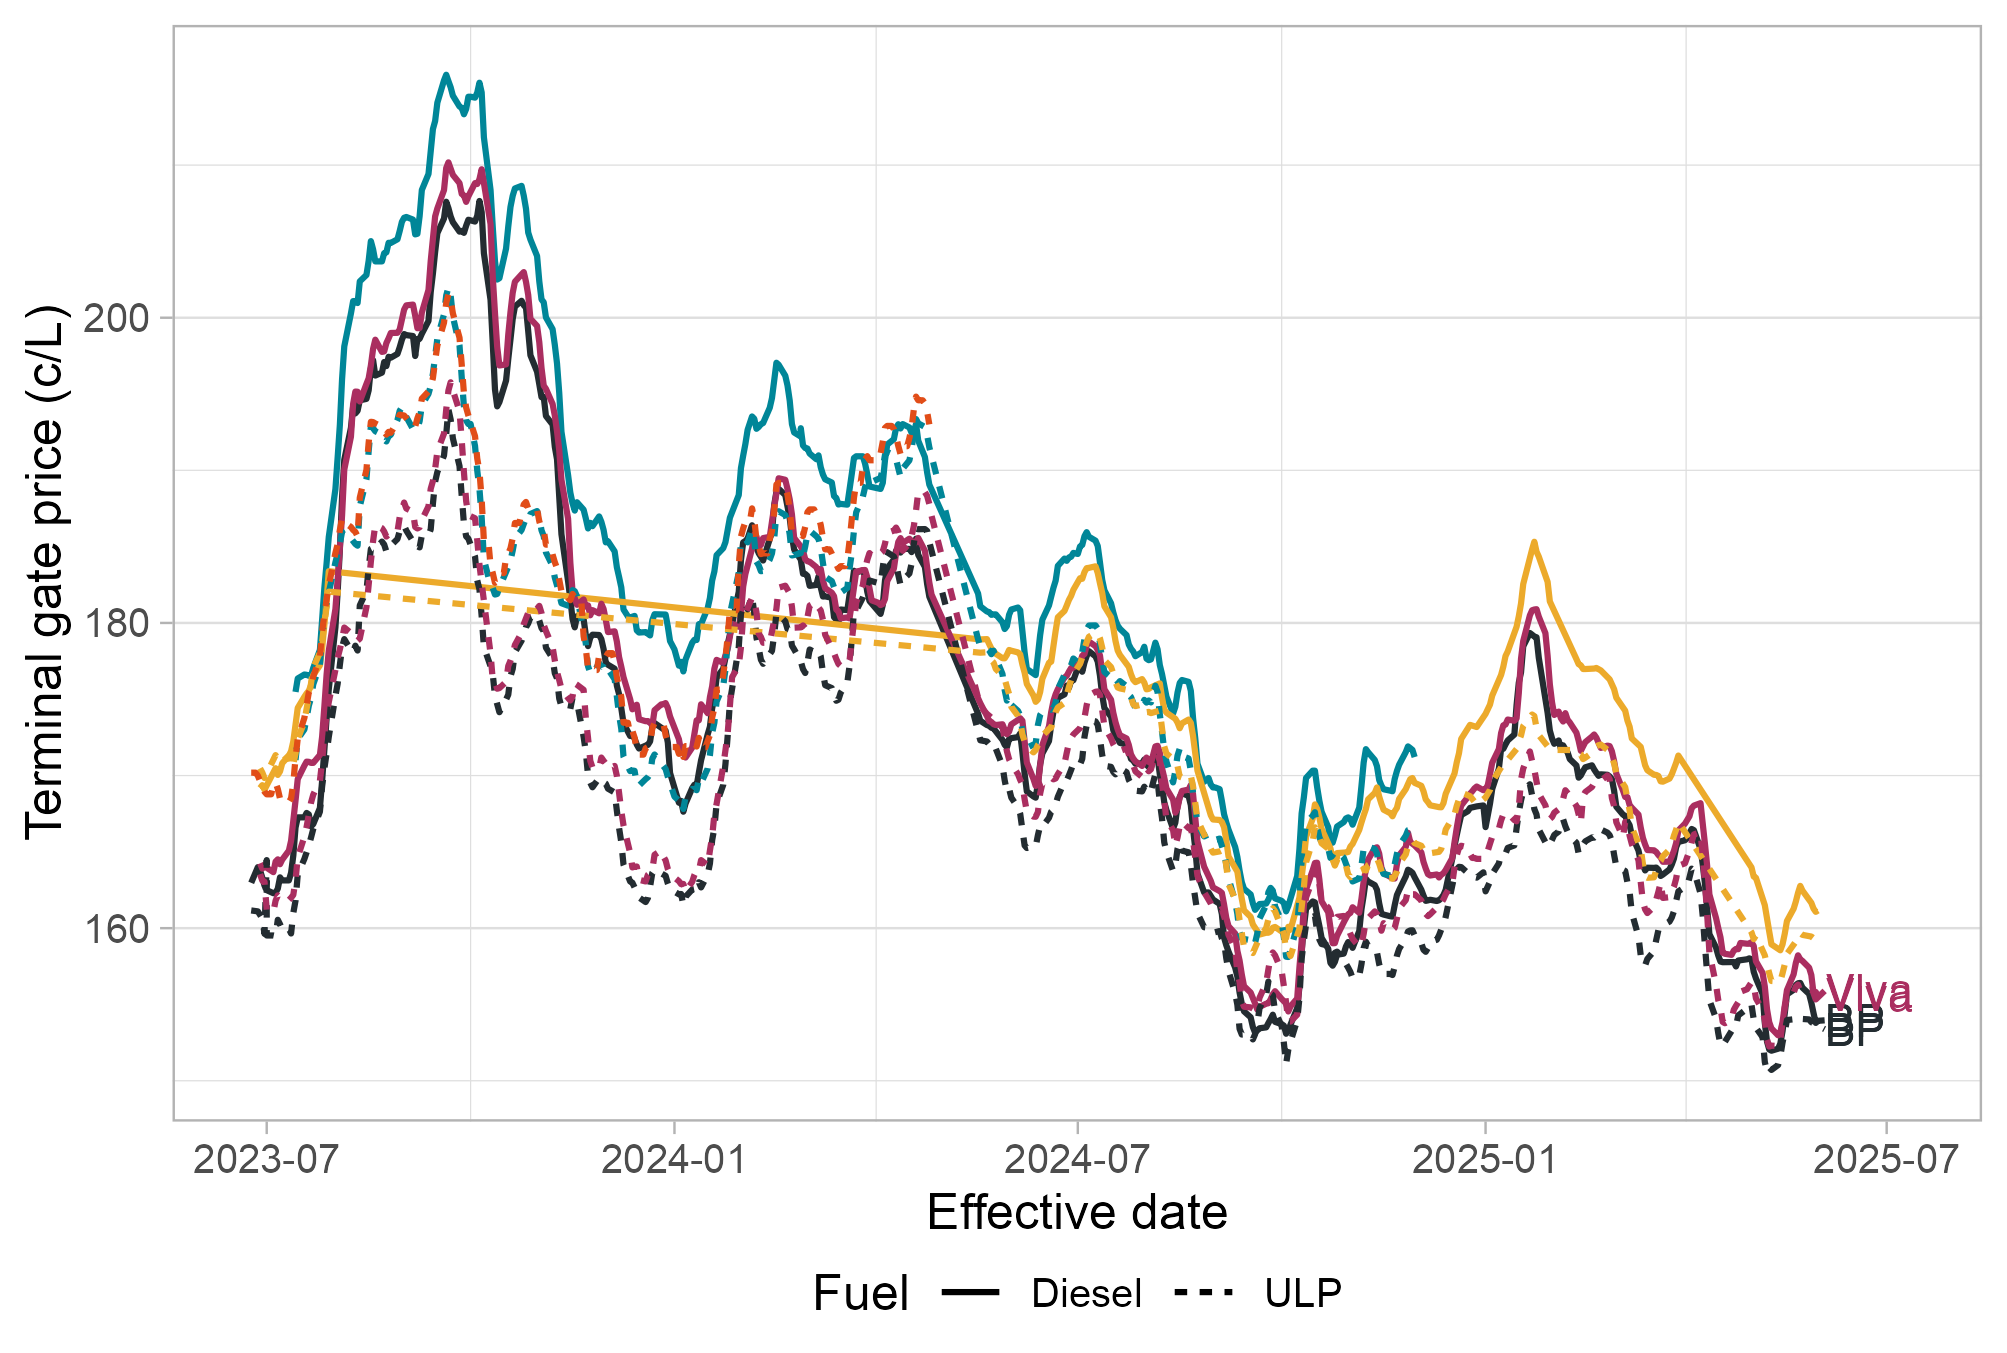 Terminal gate price (c/L)
200
180
160
Viva
BP
BP
2023-07
2024-01
2024-07
2025-01
2025-07
Effective date
Fuel Diesel ULP